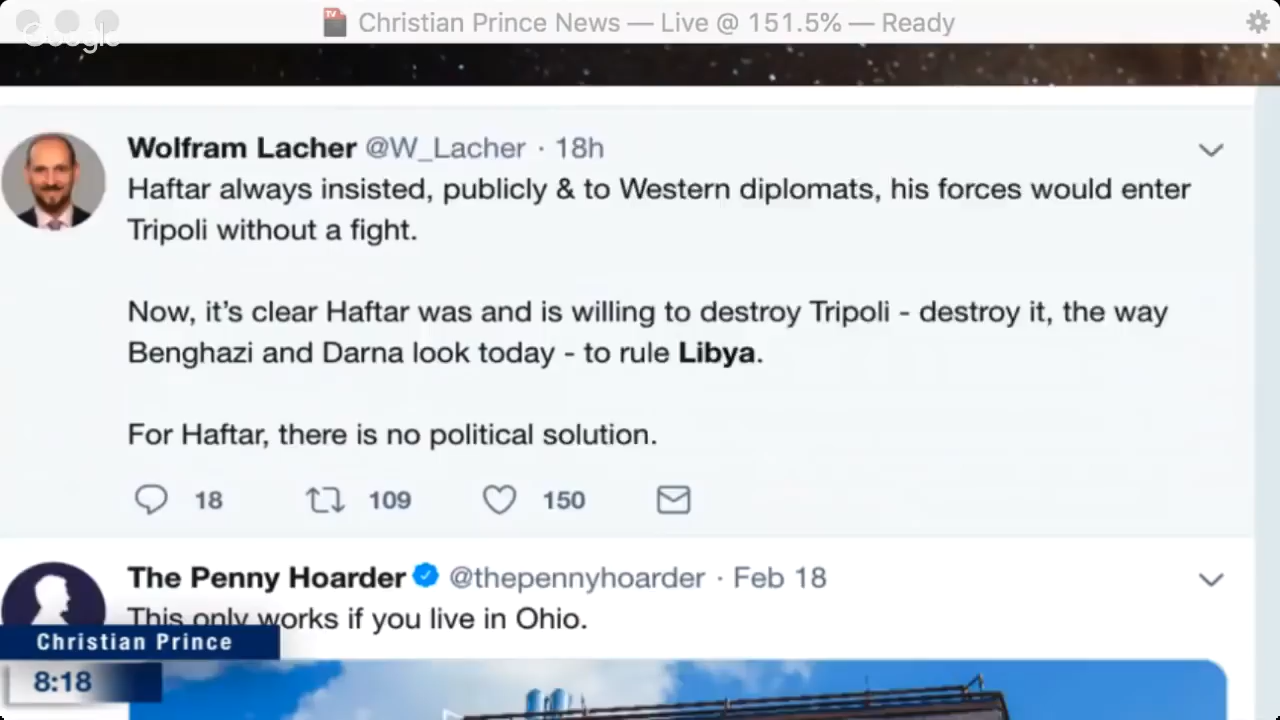 Christian Prince News — Live @ 151.5% — Ready
Google
Wolfram Lacher @W_Lacher · 18h
Haftar always insisted, publicly & to Western diplomats, his forces would enter
Tripoli without a fight.
Now, it's clear Haftar was and is willing to destroy Tripoli - destroy it, the way
Benghazi and Darna look today - to rule Libya.
For Haftar, there is no political solution.
18 109 150
The Penny Hoarder @thepennyhoarder · Feb 18
This only works if you live in Ohio.
Christian Prince
8:18